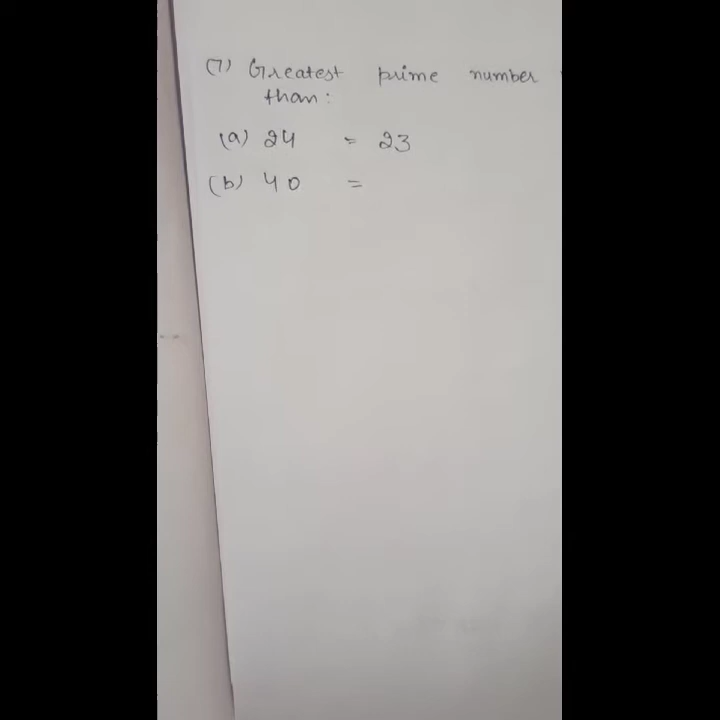 (7) Greatest prime number
than:
(a) 24 = 23
(b) 40 =